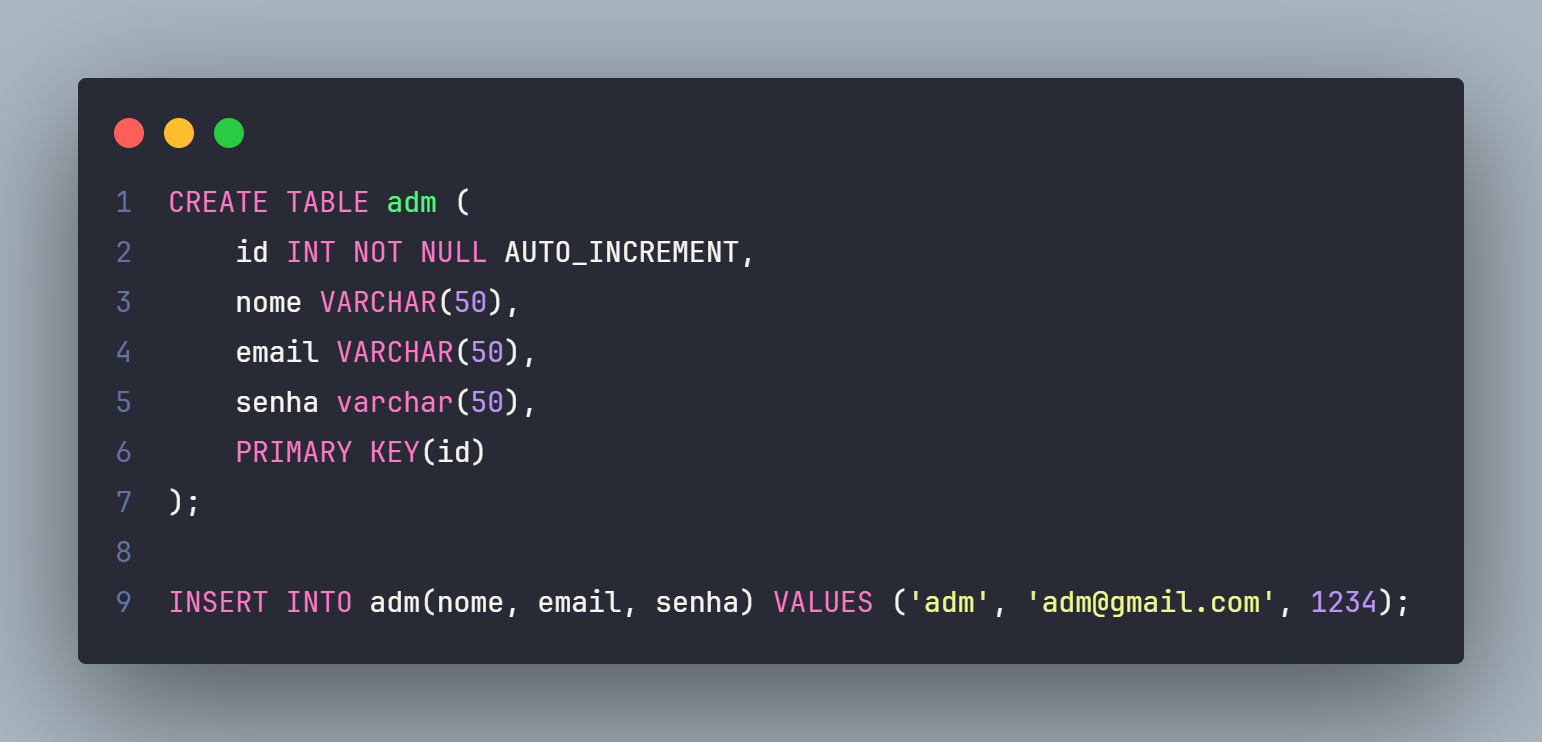 1 CREATE TABLE adm (
2     id INT NOT NULL AUTO_INCREMENT,
3     nome VARCHAR(50),
4     email VARCHAR(50),
5     senha varchar(50),
6     PRIMARY KEY(id)
7 );
8
9 INSERT INTO adm(nome, email, senha) VALUES ('adm', 'adm@gmail.com', 1234);